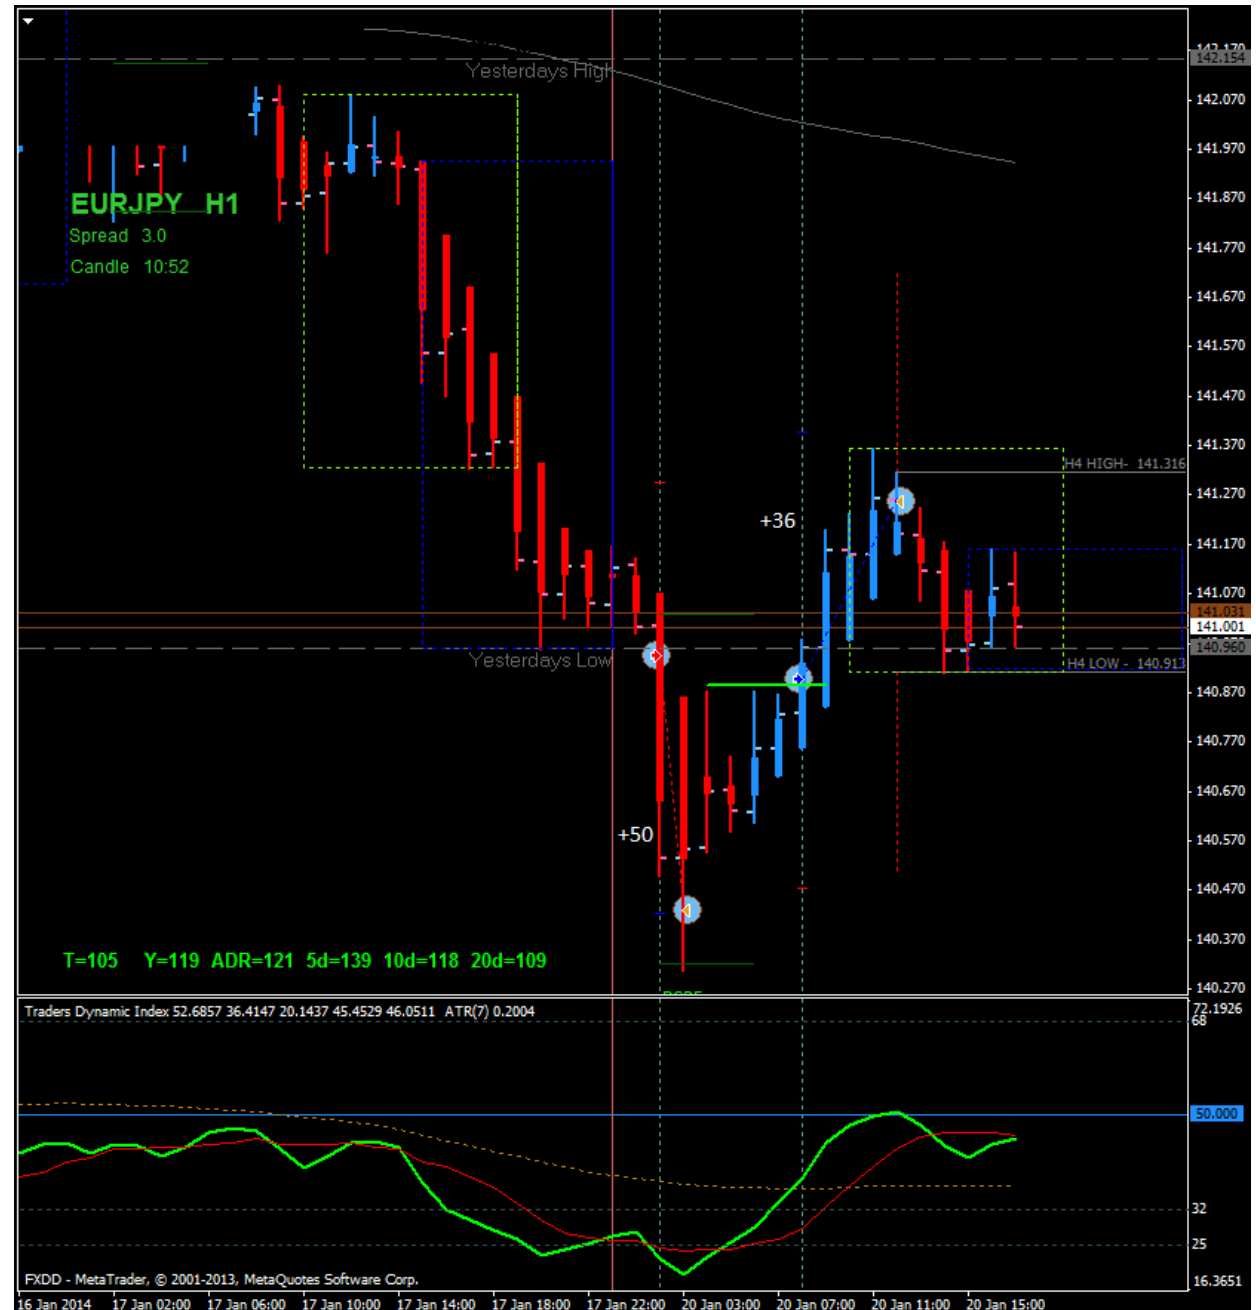 142.170
142.154
Yesterdays High
142.070
141.970
141.870
EURJPY H1
Spread 3.0
141.770
Candle 10:52
141.670
141.570
141.470
141.370
H4 HIGH- 141.316
141.270
+36
141.170
141.070
141.031
141.001
140.960
Yesterdays Low
H4 LOW - 140.913
140.870
140.770
140.670
+50
140.570
140.470
140.370
T=105 Y=119 ADR=121 5d=139 10d=118 20d=109
140.270
Traders Dynamic Index 52.6857 36.4147 20.1437 45.4529 46.0511 ATR(7) 0.2004
72.1926
68
50.000
32
25
FXDD - MetaTrader, © 2001-2013, MetaQuotes Software Corp.
16.3651
16 Jan 2014 17 Jan 02:00 17 Jan 06:00 17 Jan 10:00 17 Jan 14:00 17 Jan 18:00 17 Jan 22:00 20 Jan 03:00 20 Jan 07:00 20 Jan 11:00 20 Jan 15:00